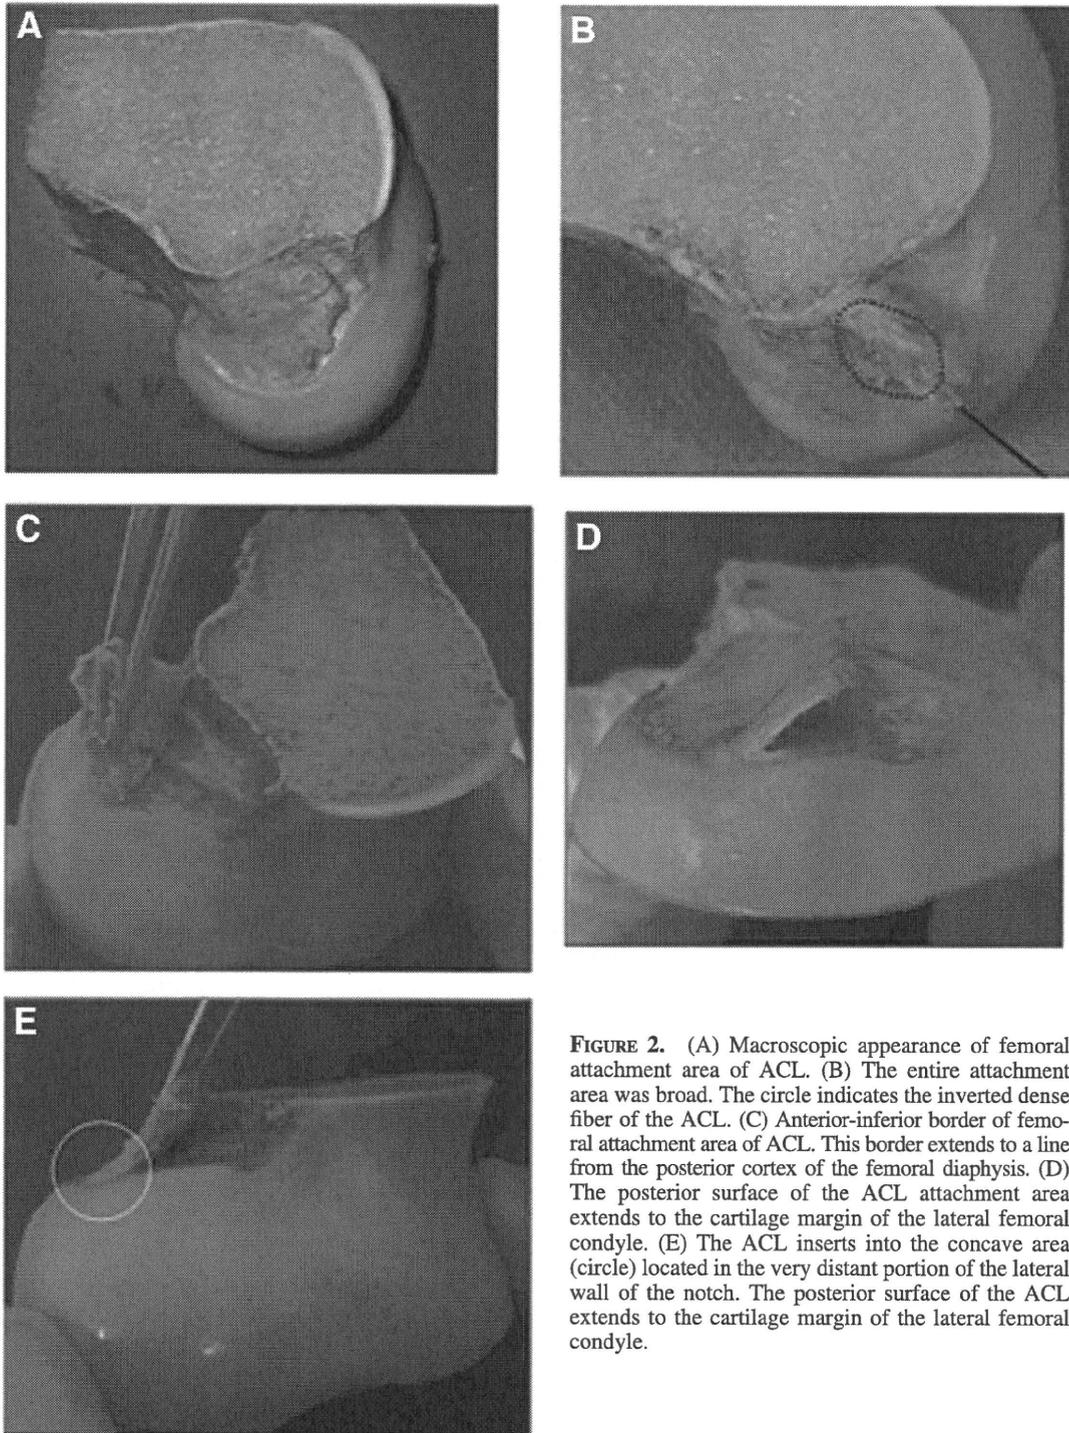 A
B
C
D
E
FIGURE 2. (A) Macroscopic appearance of femoral
attachment area of ACL. (B) The entire attachment
area was broad. The circle indicates the inverted dense
fiber of the ACL. (C) Anterior-inferior border of femo-
ral attachment area of ACL. This border extends to a line
from the posterior cortex of the femoral diaphysis. (D)
The posterior surface of the ACL attachment area
extends to the cartilage margin of the lateral femoral
condyle. (E) The ACL inserts into the concave area
(circle) located in the very distant portion of the lateral
wall of the notch. The posterior surface of the ACL
extends to the cartilage margin of the lateral femoral
condyle.